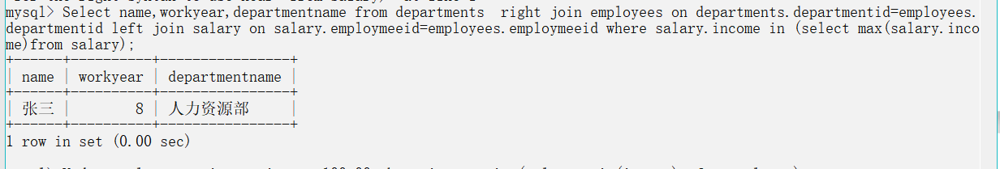 mysql> Select name,workyear,departmentname from departments  right join employees on departments.departmentid=employees.
departmentid left join salary on salary.employmeeid=employees.employmeeid where salary.income in (select max(salary.inco
me)from salary);
+------+----------+----------------+
| name | workyear | departmentname |
+------+----------+----------------+
| 张三 |        8 | 人力资源部     |
+------+----------+----------------+
1 row in set (0.00 sec)